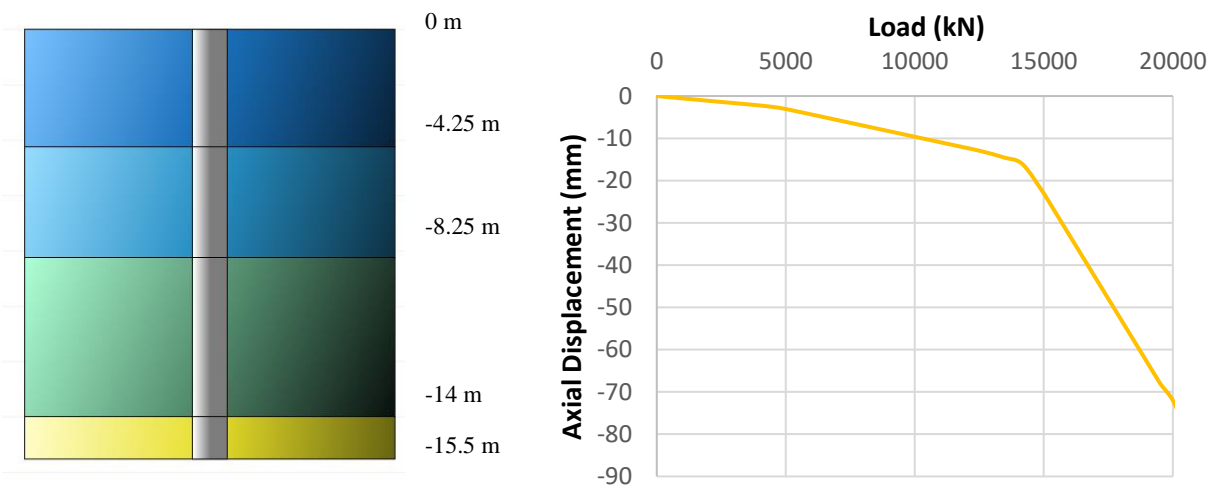 0 m
-4.25 m
-8.25 m
-14 m
-15.5 m
Load (kN)
0 5000 10000 15000 20000
Axial Displacement (mm)
0
-10
-20
-30
-40
-50
-60
-70
-80
-90